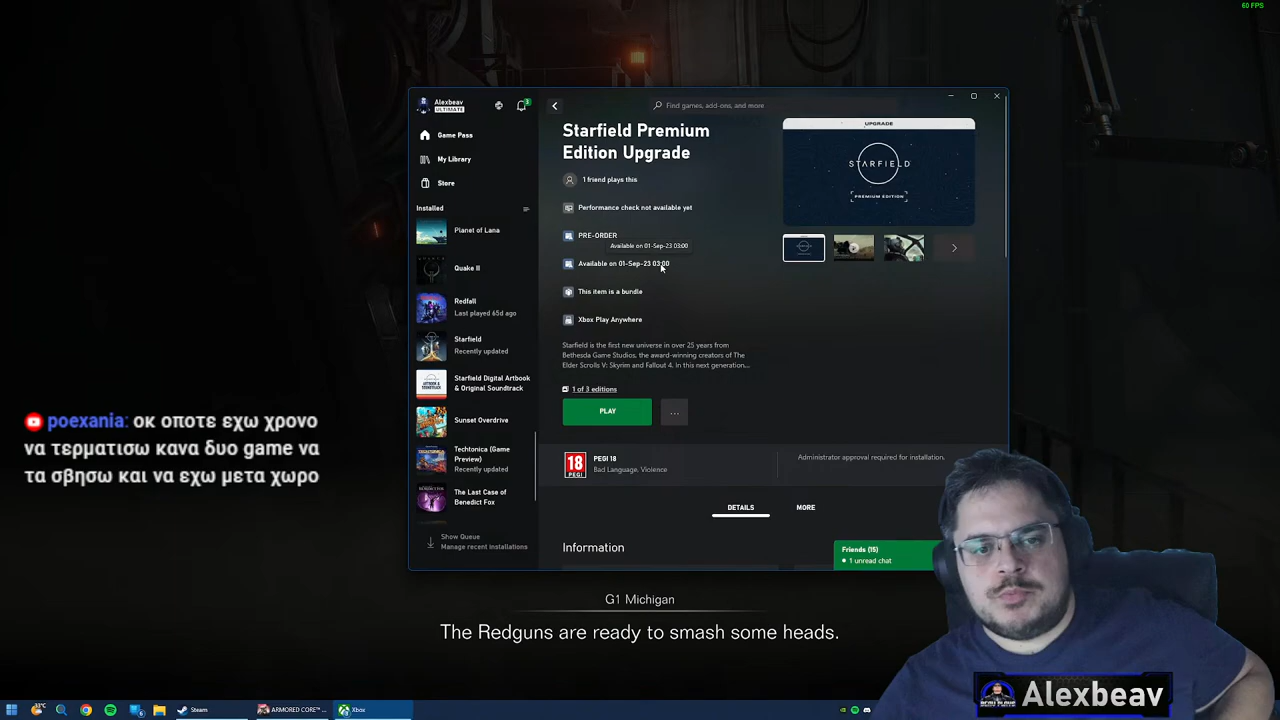 60 FPS
Alexbeav
ULTIMATE
3
Find games, add-ons, and more
Game Pass
My Library
Store
Installed
Planet of Lana
Quake II
Redfall
Last played 65d ago
Starfield
Recently updated
Starfield Digital Artbook
& Original Soundtrack
Sunset Overdrive
Techtonica (Game
Preview)
Recently updated
The Last Case of
Benedict Fox
Show Queue
Manage recent installations
Starfield Premium
Edition Upgrade
1 friend plays this
Performance check not available yet
PRE-ORDER
Available on 01-Sep-23 03:00
Available on 01-Sep-23 03:00
This item is a bundle
Xbox Play Anywhere
Starfield is the first new universe in over 25 years from
Bethesda Game Studios, the award-winning creators of The
Elder Scrolls V: Skyrim and Fallout 4. In this next generation...
1 of 3 editions
PLAY
...
UPGRADE
STARFIELD
PREMIUM EDITION
18
PEGI
PEGI 18
Bad Language, Violence
Administrator approval required for installation.
DETAILS
MORE
Information
Friends (15)
1 unread chat
poexania: οκ οποτε εχω χρονο
να τερματισω κανα δυο game να
τα σβησω και να εχω μετα χωρο
G1 Michigan
The Redguns are ready to smash some heads.
Alexbeav
Steam
ARMORED CORE™...
Xbox